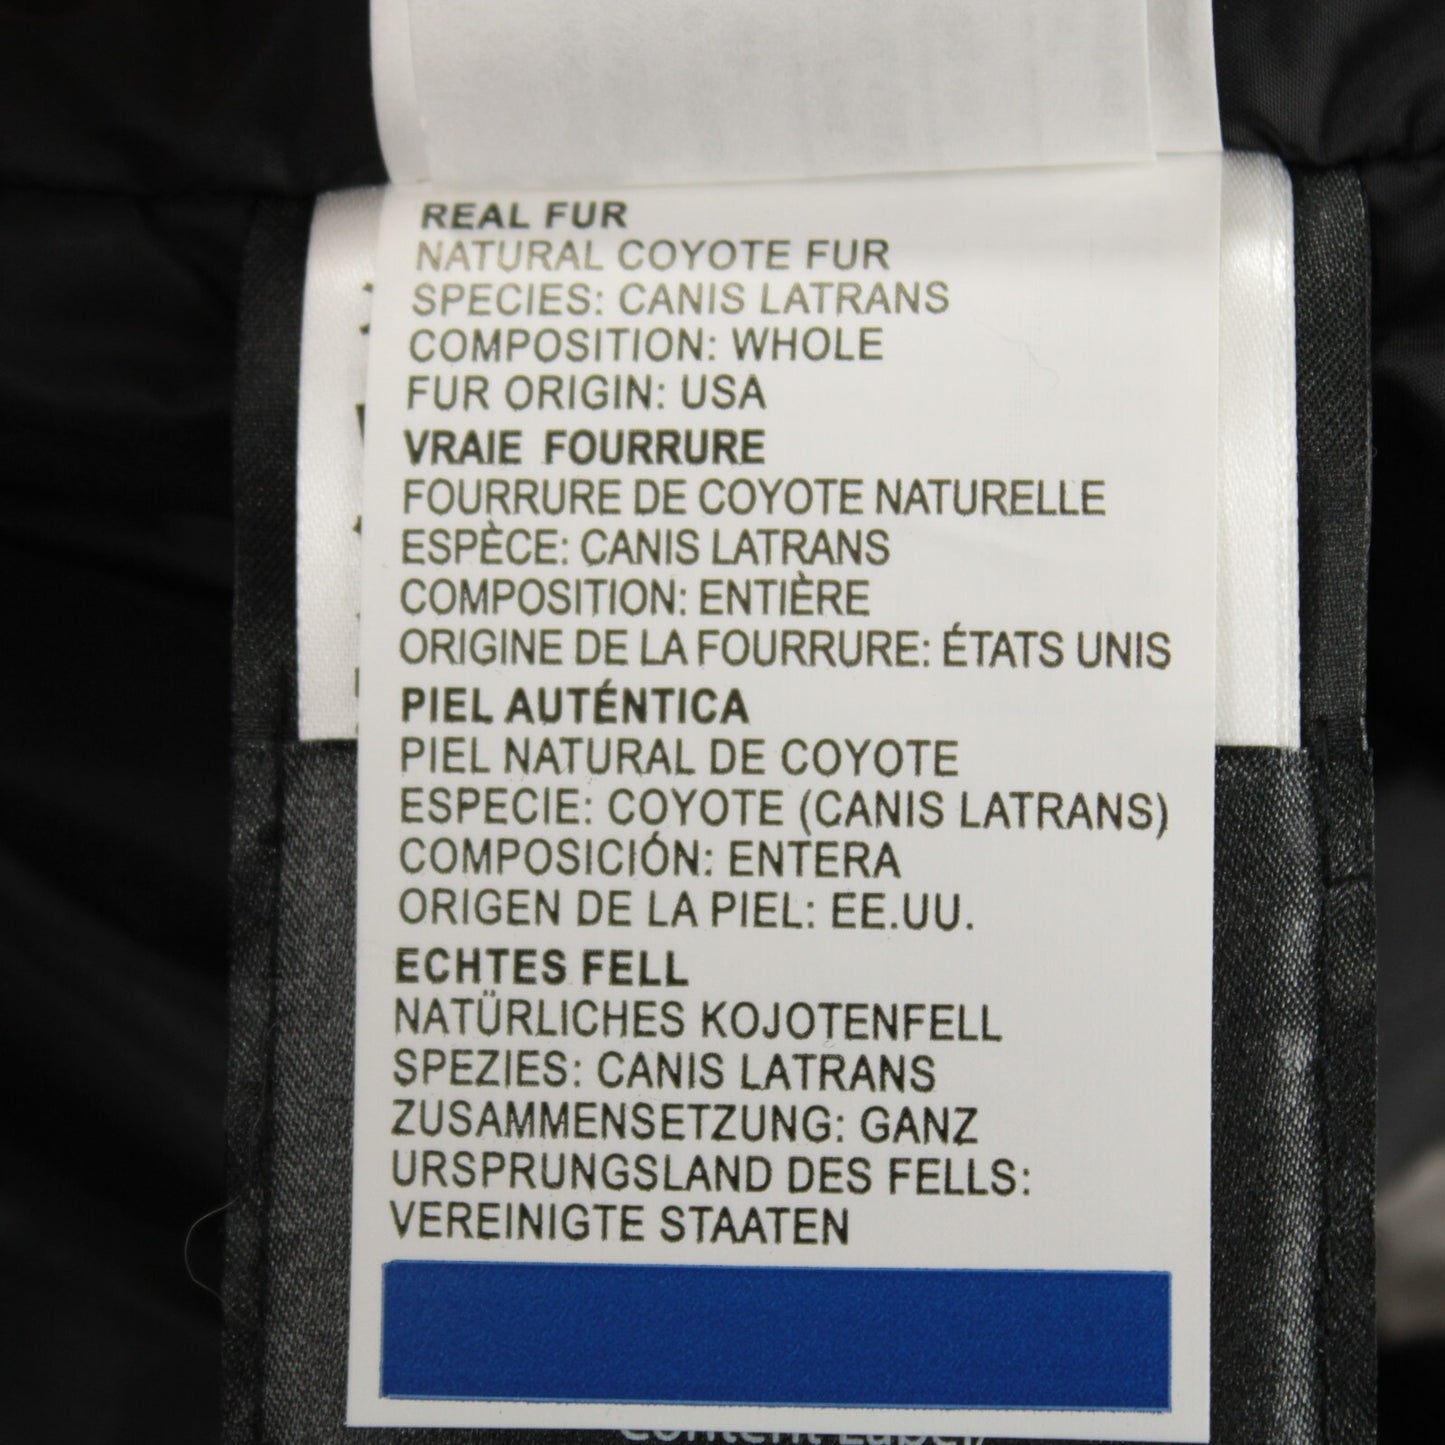 REAL FUR
NATURAL COYOTE FUR
SPECIES: CANIS LATRANS
COMPOSITION: WHOLE
FUR ORIGIN: USA
VRAIE FOURRURE
FOURRURE DE COYOTE NATURELLE
ESPÈCE: CANIS LATRANS
COMPOSITION: ENTIÈRE
ORIGINE DE LA FOURRURE: ÉTATS UNIS
PIEL AUTÉNTICA
PIEL NATURAL DE COYOTE
ESPECIE: COYOTE (CANIS LATRANS)
COMPOSICIÓN: ENTERA
ORIGEN DE LA PIEL: EE.UU.
ECHTES FELL
NATÜRLICHES KOJOTENFELL
SPEZIES: CANIS LATRANS
ZUSAMMENSETZUNG: GANZ
URSPRUNGSLAND DES FELLS:
VEREINIGTE STAATEN
Content Label/